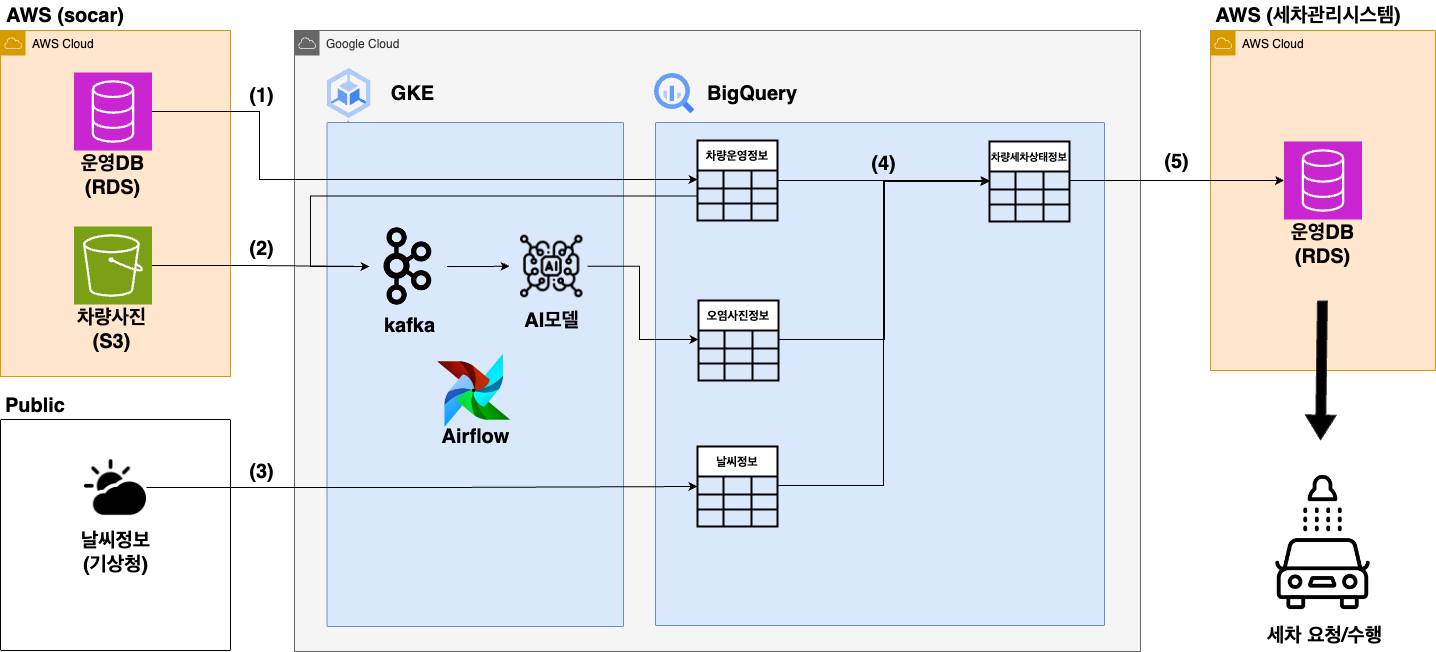 AWS (socar)
AWS Cloud
운영DB
(RDS)
차량사진
(S3)
Public
날씨정보
(기상청)
(1)
(2)
(3)
Google Cloud
GKE
kafka
AI
AI모델
Airflow
BigQuery
차량운영정보
오염사진정보
날씨정보
(4)
차량세차상태정보
(5)
AWS (세차관리시스템)
AWS Cloud
운영DB
(RDS)
세차 요청/수행